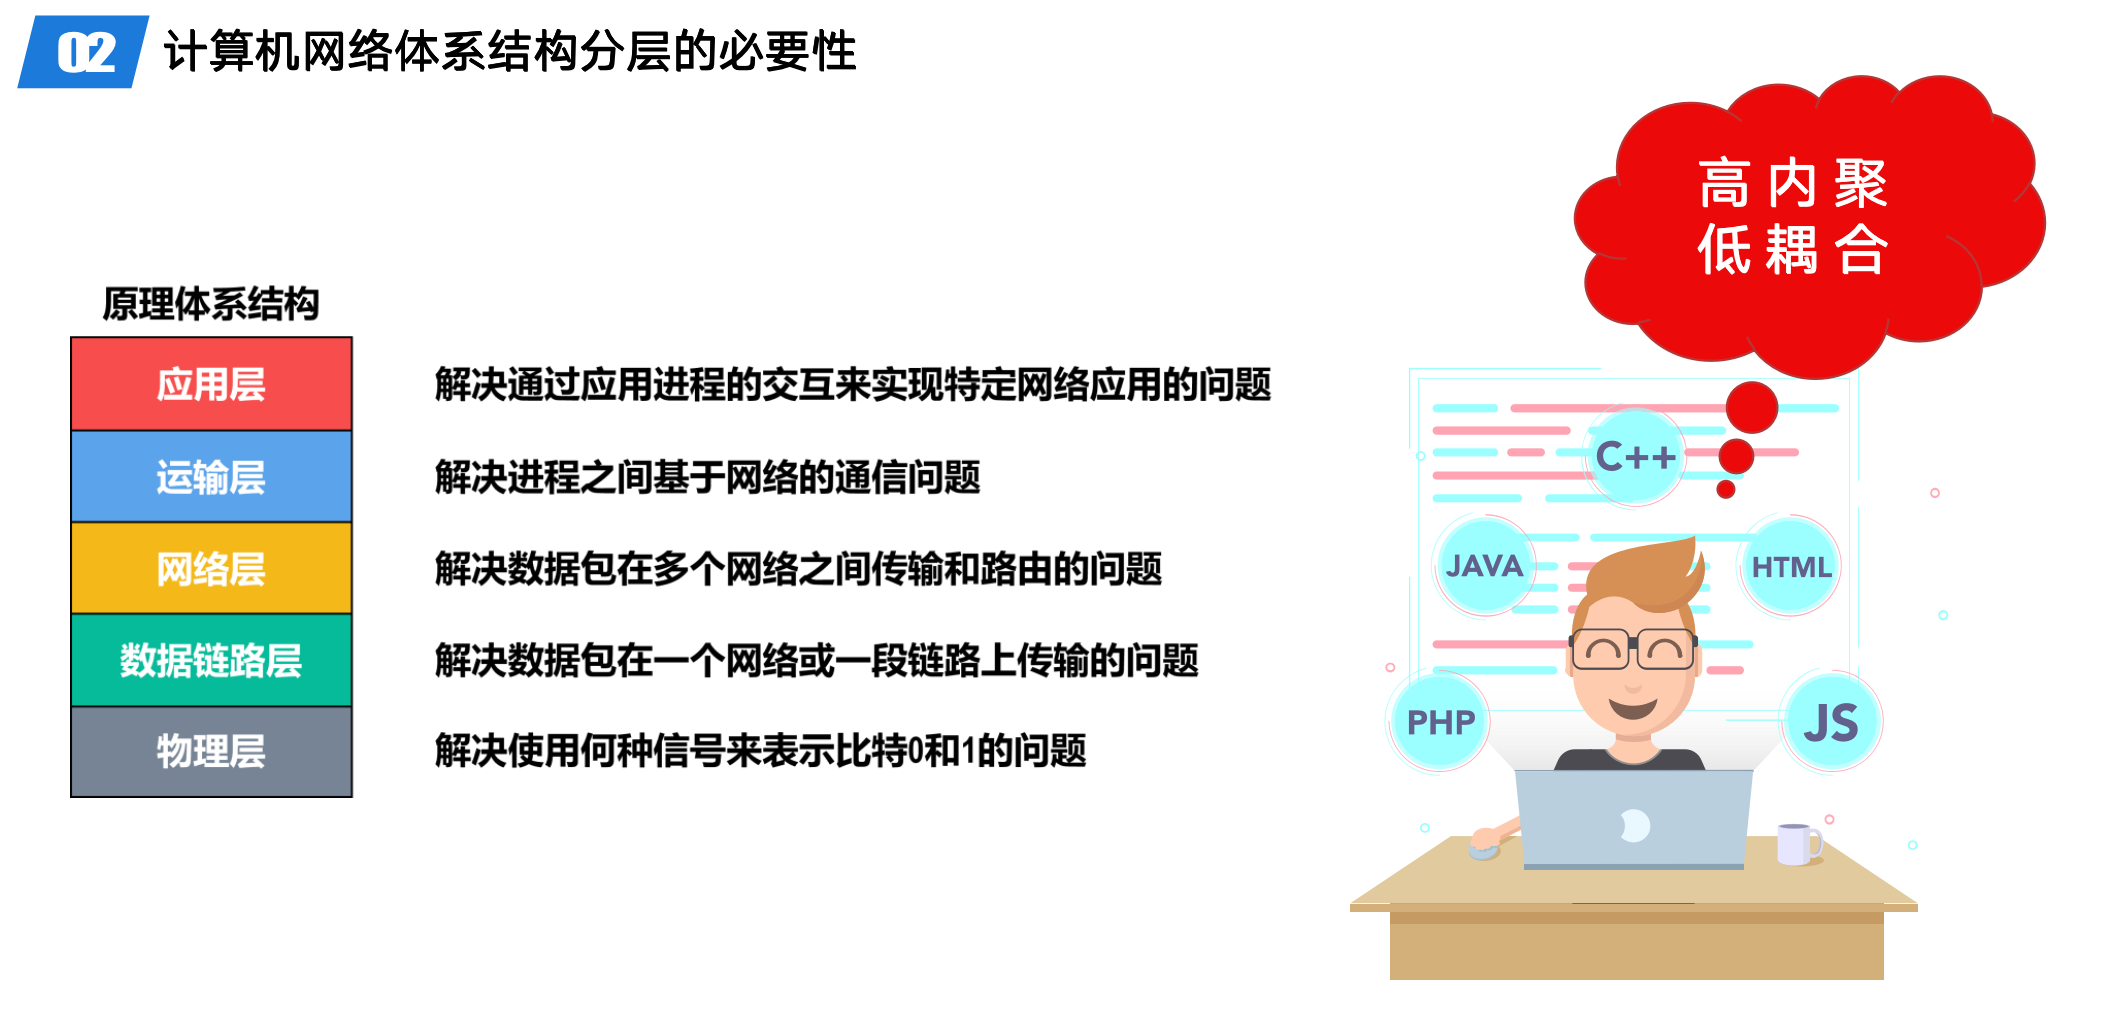 02 计算机网络体系结构分层的必要性
高内聚
低耦合
原理体系结构
应用层 解决通过应用进程的交互来实现特定网络应用的问题
运输层 解决进程之间基于网络的通信问题
网络层 解决数据包在多个网络之间传输和路由的问题
数据链路层 解决数据包在一个网络或一段链路上传输的问题
物理层 解决使用何种信号来表示比特0和1的问题
C++
JAVA
HTML
PHP
JS